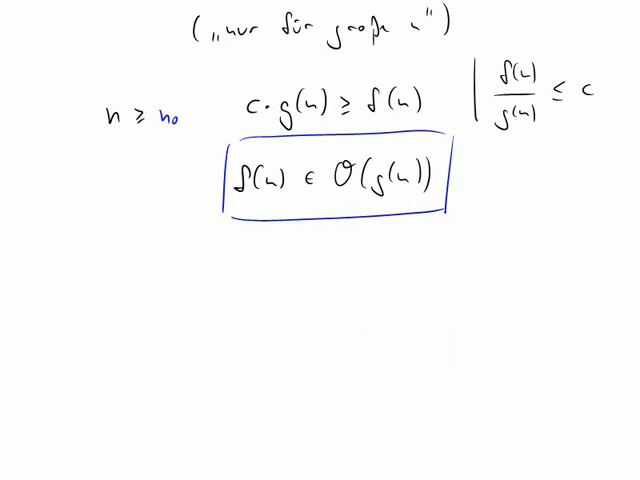 („nur für große n")
n ≥ n₀ c·g(n) ≥ f(n) | f(n)/g(n) ≤ c
f(n) ∈ O(g(n))